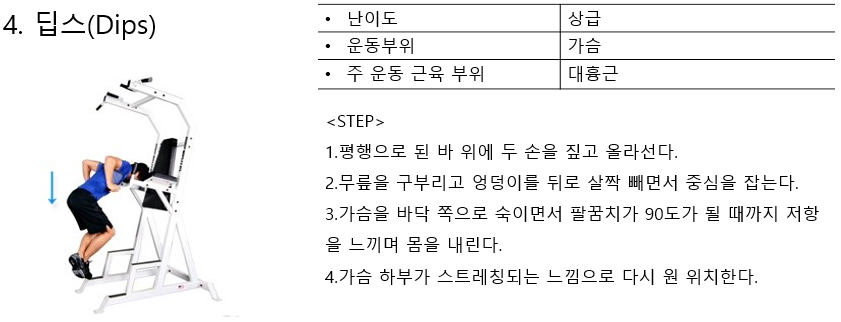 4. 딥스(Dips)
• 난이도 상급
• 운동부위 가슴
• 주 운동 근육 부위 대흉근
<STEP>
1.평행으로 된 바 위에 두 손을 짚고 올라선다.
2.무릎을 구부리고 엉덩이를 뒤로 살짝 빼면서 중심을 잡는다.
3.가슴을 바닥 쪽으로 숙이면서 팔꿈치가 90도가 될 때까지 저항
을 느끼며 몸을 내린다.
4.가슴 하부가 스트레칭되는 느낌으로 다시 원 위치한다.